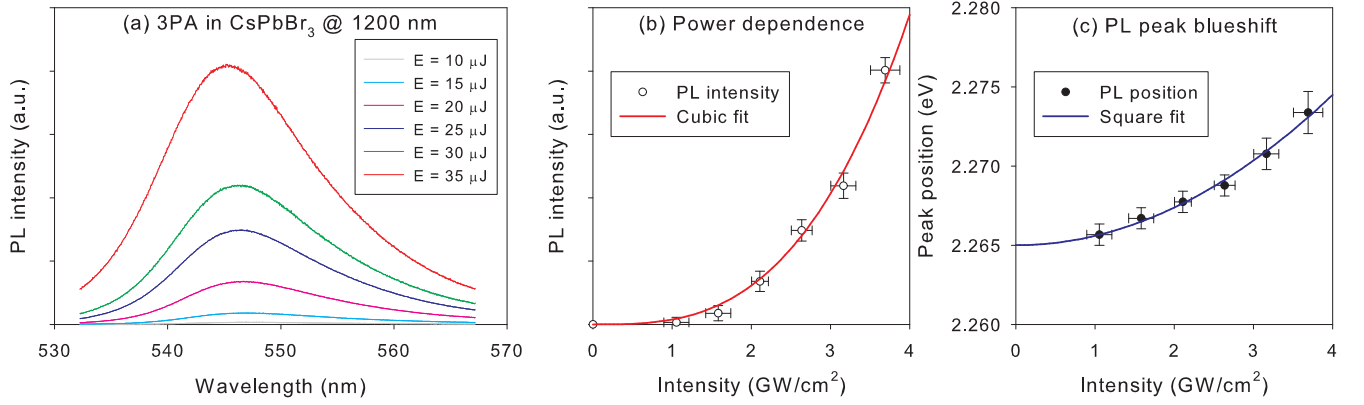 (a) 3PA in CsPbBr₃ @ 1200 nm
E = 10 μJ
E = 15 μJ
E = 20 μJ
E = 25 μJ
E = 30 μJ
E = 35 μJ
PL intensity (a.u.)
530 540 550 560 570
Wavelength (nm)
(b) Power dependence
PL intensity
Cubic fit
PL intensity (a.u.)
0 1 2 3 4
Intensity (GW/cm²)
(c) PL peak blueshift
PL position
Square fit
Peak position (eV)
2.280
2.275
2.270
2.265
2.260
0 1 2 3 4
Intensity (GW/cm²)